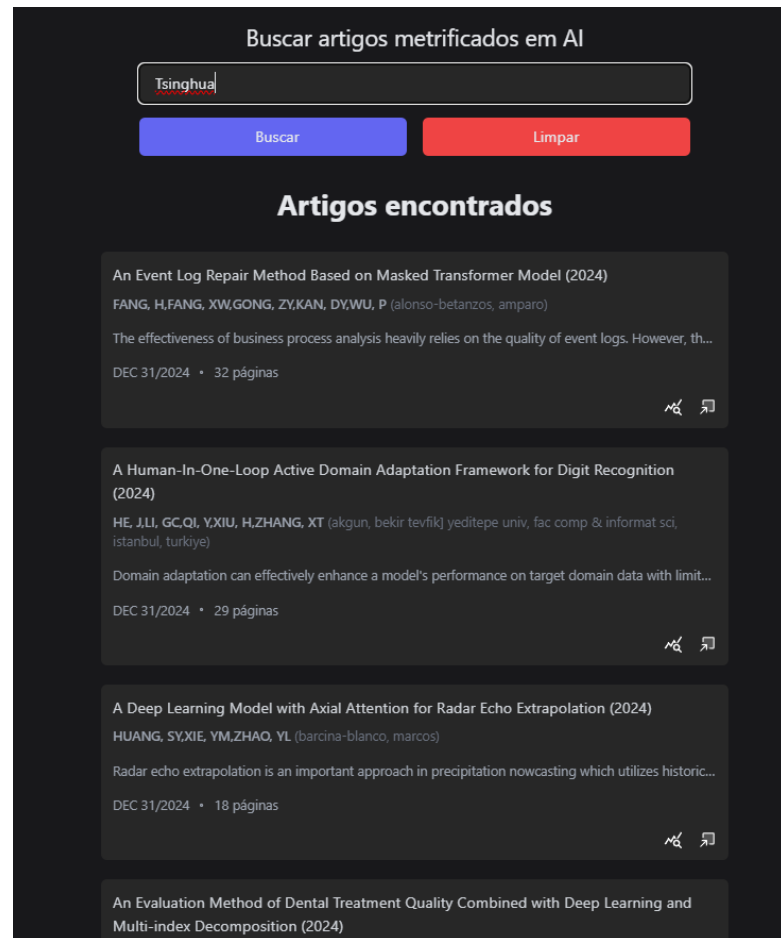 Buscar artigos metrificados em AI
Tsinghua
Buscar
Limpar
Artigos encontrados
An Event Log Repair Method Based on Masked Transformer Model (2024)
FANG, H,FANG, XW,GONG, ZY,KAN, DY,WU, P (alonso-betanzos, amparo)
The effectiveness of business process analysis heavily relies on the quality of event logs. However, th...
DEC 31/2024 • 32 páginas
A Human-In-One-Loop Active Domain Adaptation Framework for Digit Recognition
(2024)
HE, J,LI, GC,QI, Y,XIU, H,ZHANG, XT (akgun, bekir tevfik] yeditepe univ, fac comp & informat sci,
istanbul, turkiye)
Domain adaptation can effectively enhance a model's performance on target domain data with limit...
DEC 31/2024 • 29 páginas
A Deep Learning Model with Axial Attention for Radar Echo Extrapolation (2024)
HUANG, SY,XIE, YM,ZHAO, YL (barcina-blanco, marcos)
Radar echo extrapolation is an important approach in precipitation nowcasting which utilizes historic...
DEC 31/2024 • 18 páginas
An Evaluation Method of Dental Treatment Quality Combined with Deep Learning and
Multi-index Decomposition (2024)